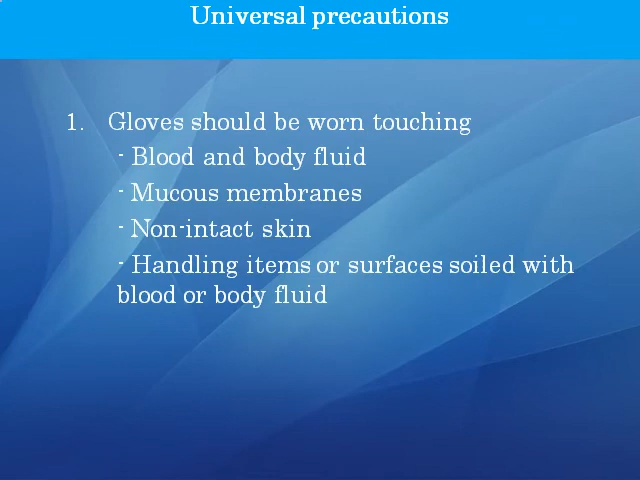 Universal precautions
1. Gloves should be worn touching
- Blood and body fluid
- Mucous membranes
- Non-intact skin
- Handling items or surfaces soiled with
blood or body fluid